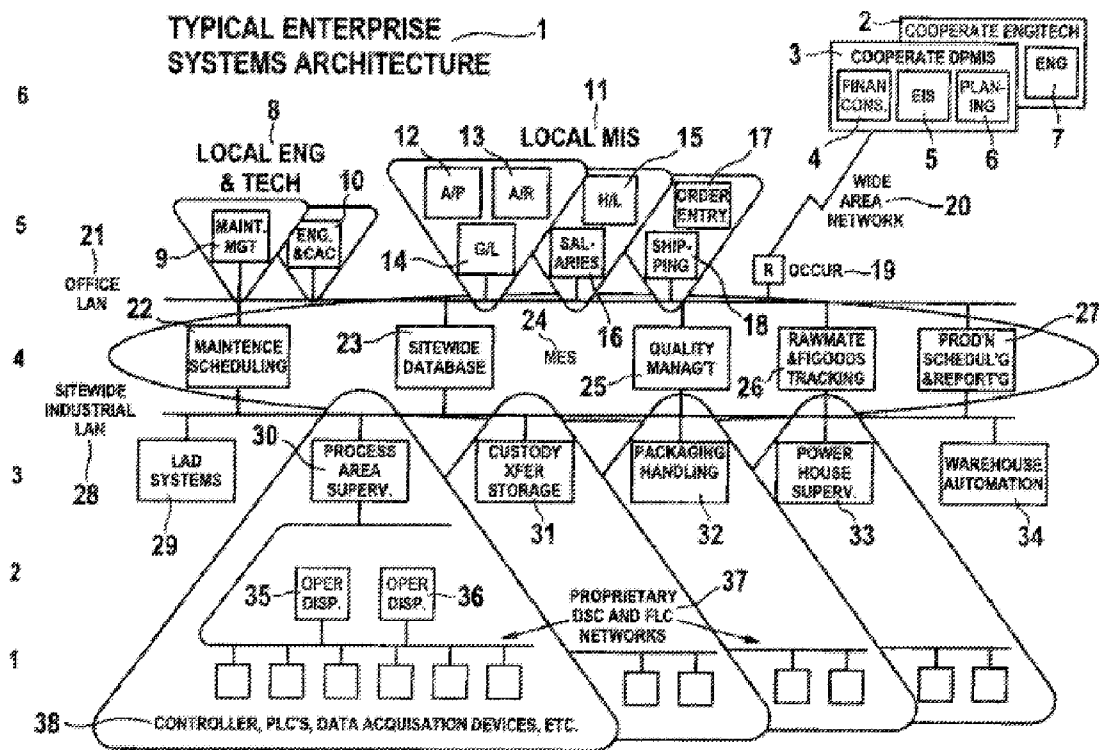 TYPICAL ENTERPRISE
SYSTEMS ARCHITECTURE
1
2
COOPERATE ENGITECH
3
COOPERATE DPMIS
ENG
FINAN
CONS.
EIS
PLAN-
ING
4
5
6
7
6
8
LOCAL ENG
& TECH
11
LOCAL MIS
12
13
15
17
10
A/P
A/R
H/L
ORDER
ENTRY
WIDE
AREA
NETWORK
20
5
MAINT.
MGT
ENG.
&CAC
9
14
G/L
SAL-
ARIES
SHIP-
PING
R
OCCUR
19
21
OFFICE
LAN
22
23
24
16
18
27
4
MAINTENCE
SCHEDULING
SITEWIDE
DATABASE
MES
QUALITY
MANAG'T
RAWMATE
&FIGOODS
TRACKING
PROD'N
SCHEDUL'G
&REPORT'G
25
26
SITEWIDE
INDUSTRIAL
LAN
28
30
3
LAD
SYSTEMS
PROCESS
AREA
SUPERV.
CUSTODY
XFER
STORAGE
PACKAGING
HANDLING
POWER
HOUSE
SUPERV.
WAREHOUSE
AUTOMATION
29
31
32
33
34
2
35
OPER
DISP.
OPER
DISP.
36
37
PROPRIETARY
DSC AND FLC
NETWORKS
1
38
CONTROLLER, PLC'S, DATA ACQUISATION DEVICES, ETC.